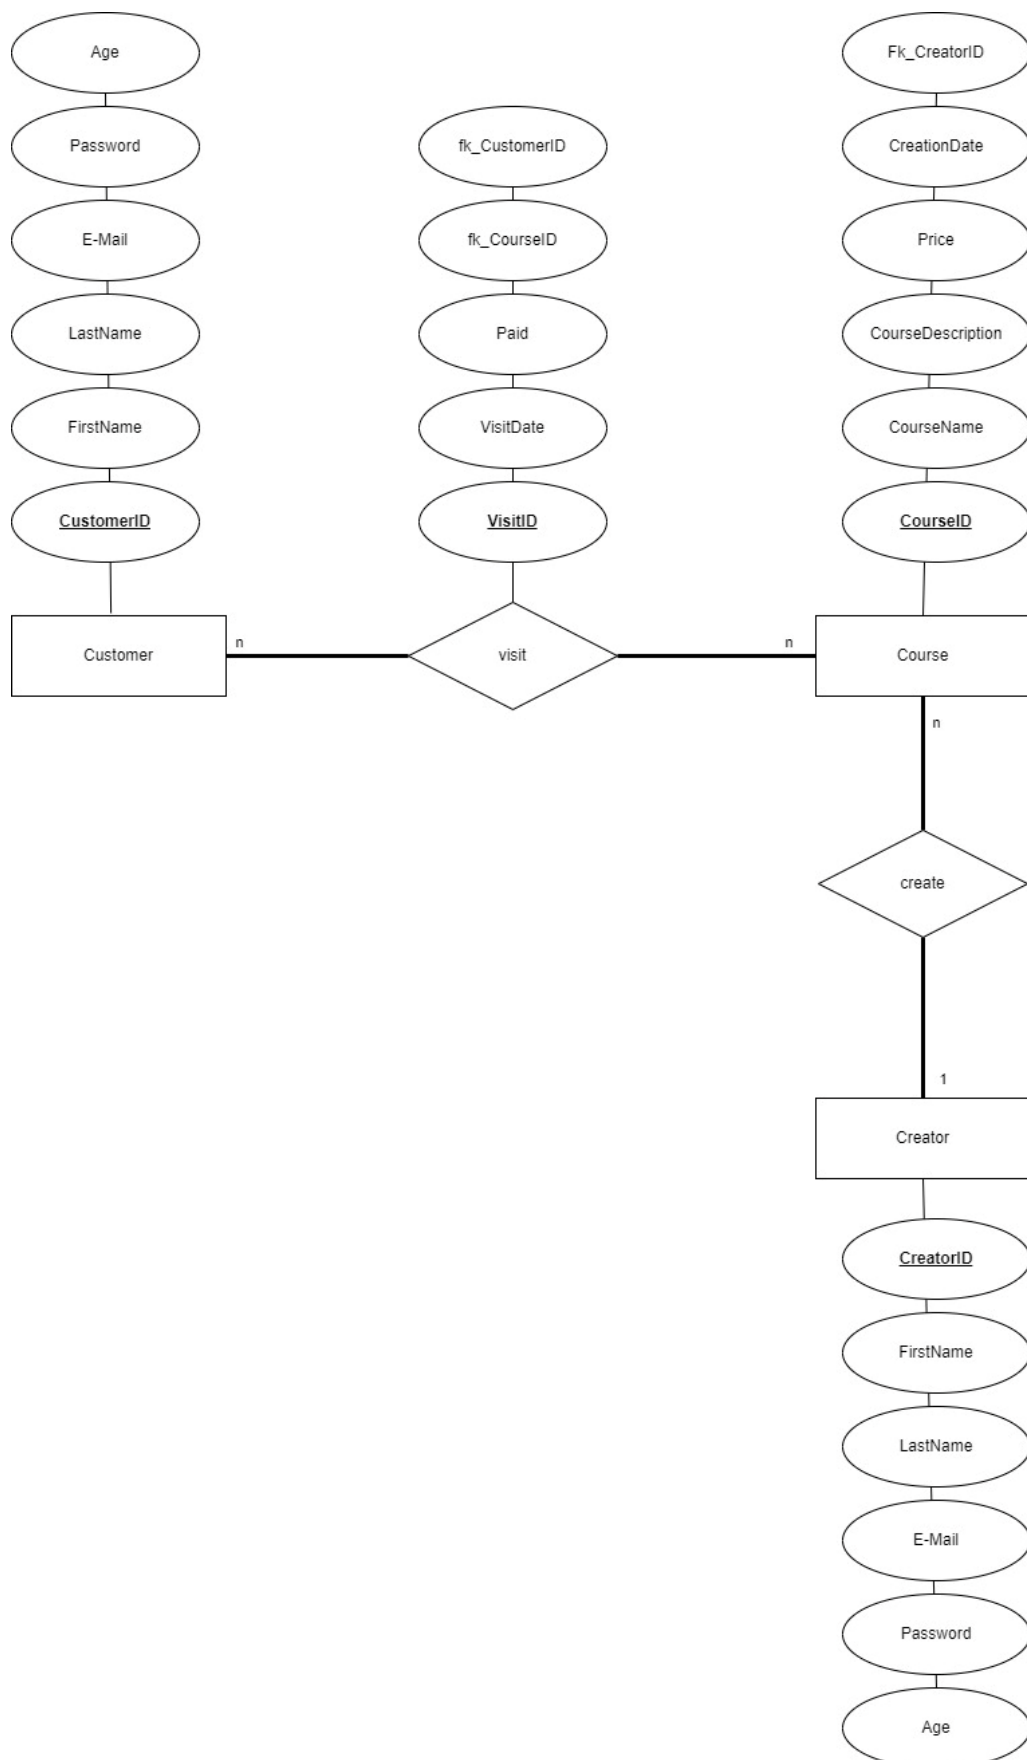 Age
Password
E-Mail
LastName
FirstName
CustomerID
fk_CustomerID
fk_CourseID
Paid
VisitDate
VisitID
Fk_CreatorID
CreationDate
Price
CourseDescription
CourseName
CourseID
Customer
n
visit
n
Course
n
create
1
Creator
CreatorID
FirstName
LastName
E-Mail
Password
Age